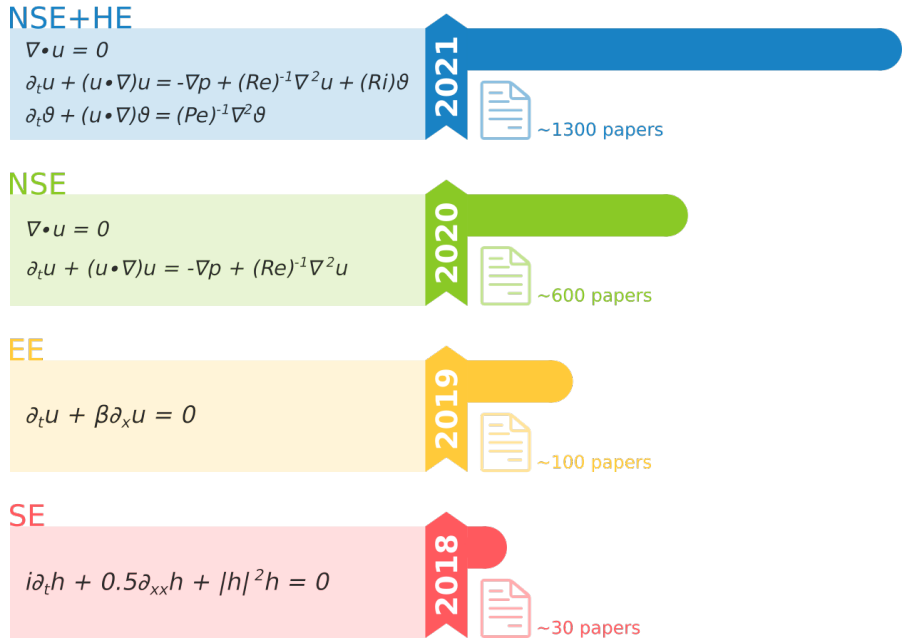 NSE+HE
∇•u = 0
∂ₜu + (u•∇)u = -∇p + (Re)⁻¹∇²u + (Ri)ϑ
∂ₜϑ + (u•∇)ϑ = (Pe)⁻¹∇²ϑ
2021
~1300 papers
NSE
∇•u = 0
∂ₜu + (u•∇)u = -∇p + (Re)⁻¹∇²u
2020
~600 papers
EE
∂ₜu + β∂ₓu = 0
2019
~100 papers
SE
i∂ₜh + 0.5∂ₓₓh + |h|²h = 0
2018
~30 papers